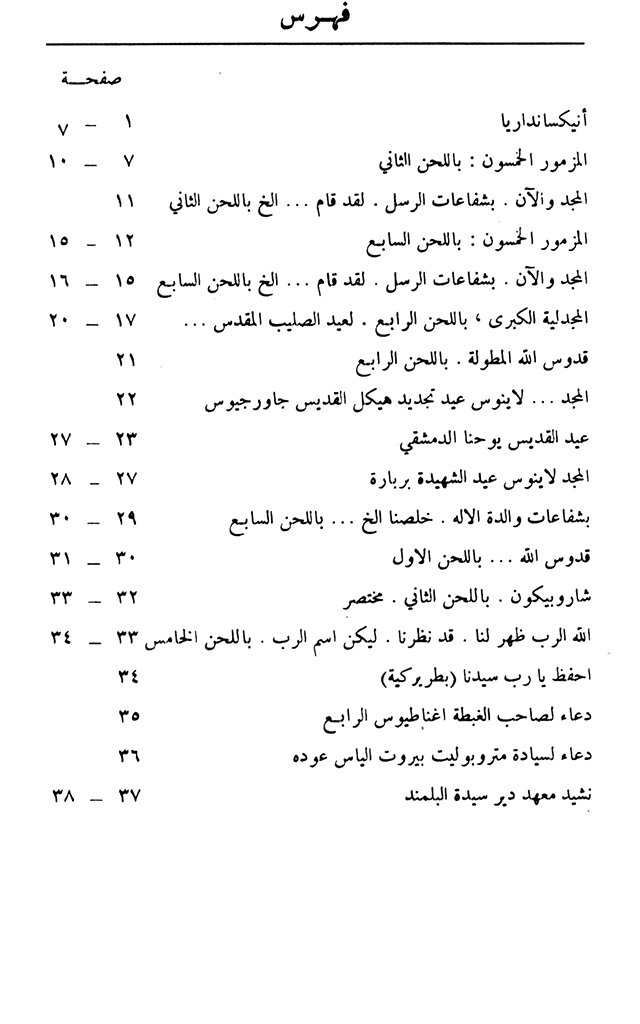 فهرس
صفحة
أنيكسانداريا ١ – ٧
المزمور الخمسون : باللحن الثاني ٧ – ١٠
المجد والآن . بشفاعات الرسل . لقد قام ... الخ باللحن الثاني ١١
المزمور الخمسون : باللحن السابع ١٢ – ١٥
المجد والآن . بشفاعات الرسل . لقد قام ... الخ باللحن السابع ١٥ – ١٦
المجدلية الكبرى ، باللحن الرابع . لعيد الصليب المقدس ... ١٧ – ٢٠
قدوس الله المطولة . باللحن الرابع ٢١
المجد ... لاينوس عيد تجديد هيكل القديس جاورجيوس ٢٢
عيد القديس يوحنا الدمشقي ٢٣ – ٢٧
المجد لاينوس عيد الشهيدة بربارة ٢٧ – ٢٨
بشفاعات والدة الاله . خلصنا الخ ... باللحن السابع ٢٩ – ٣٠
قدوس الله ... باللحن الاول ٣٠ – ٣١
شاروبيكون . باللحن الثاني . مختصر ٣٢ – ٣٣
الله الرب ظهر لنا . قد نظرنا . ليكن اسم الرب . باللحن الخامس ٣٣ – ٣٤
احفظ يا رب سيدنا (بطريركية) ٣٤
دعاء لصاحب الغبطة اغناطيوس الرابع ٣٥
دعاء لسيادة متروبوليت بيروت الياس عوده ٣٦
نشيد معهد دير سيدة البلمند ٣٧ – ٣٨